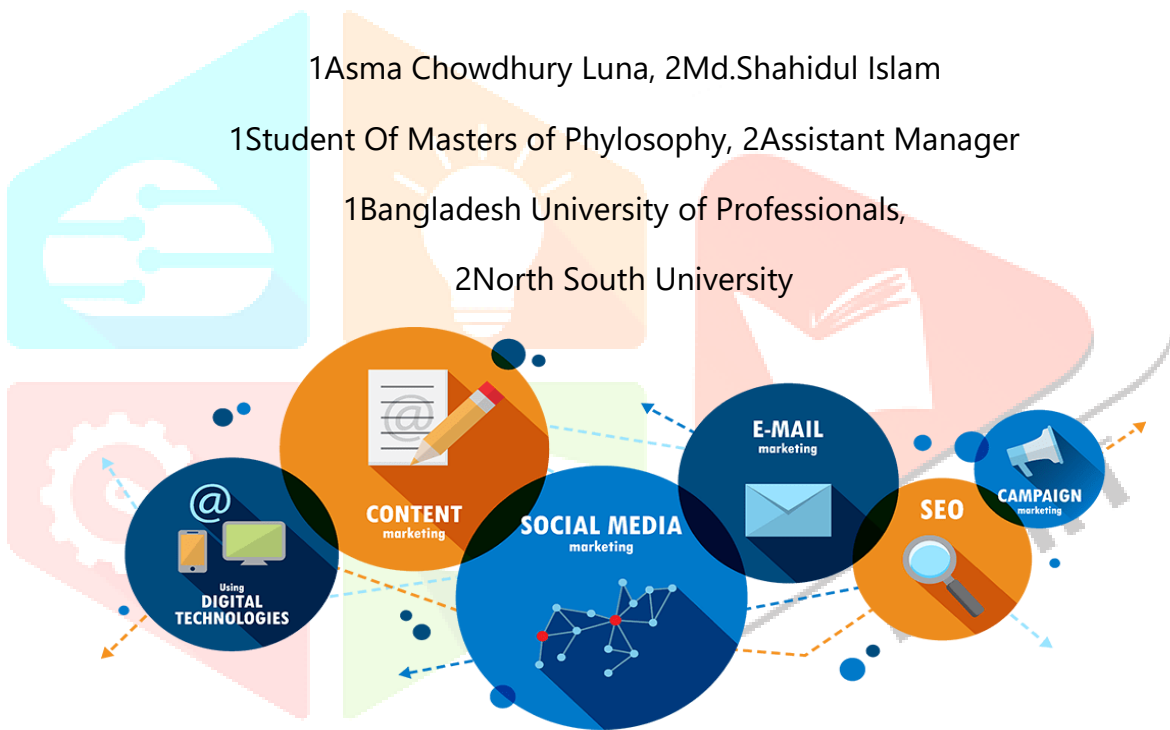 1Asma Chowdhury Luna, 2Md.Shahidul Islam
1Student Of Masters of Phylosophy, 2Assistant Manager
1Bangladesh University of Professionals,
2North South University
@
Using
DIGITAL
TECHNOLOGIES
@
CONTENT
marketing
SOCIAL MEDIA
marketing
E-MAIL
marketing
SEO
CAMPAIGN
marketing